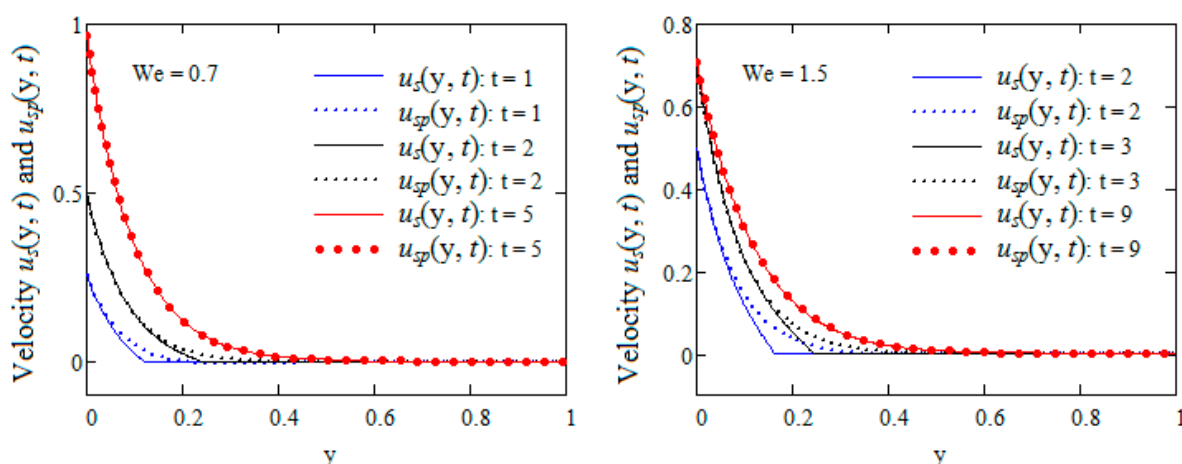 Velocity u_s(y, t) and u_sp(y, t)
1
0.5
0
We = 0.7
u_s(y, t): t = 1
u_sp(y, t): t = 1
u_s(y, t): t = 2
u_sp(y, t): t = 2
u_s(y, t): t = 5
u_sp(y, t): t = 5
0 0.2 0.4 0.6 0.8 1
y
Velocity u_s(y, t) and u_sp(y, t)
0.8
0.6
0.4
0.2
0
We = 1.5
u_s(y, t): t = 2
u_sp(y, t): t = 2
u_s(y, t): t = 3
u_sp(y, t): t = 3
u_s(y, t): t = 9
u_sp(y, t): t = 9
0 0.2 0.4 0.6 0.8 1
y